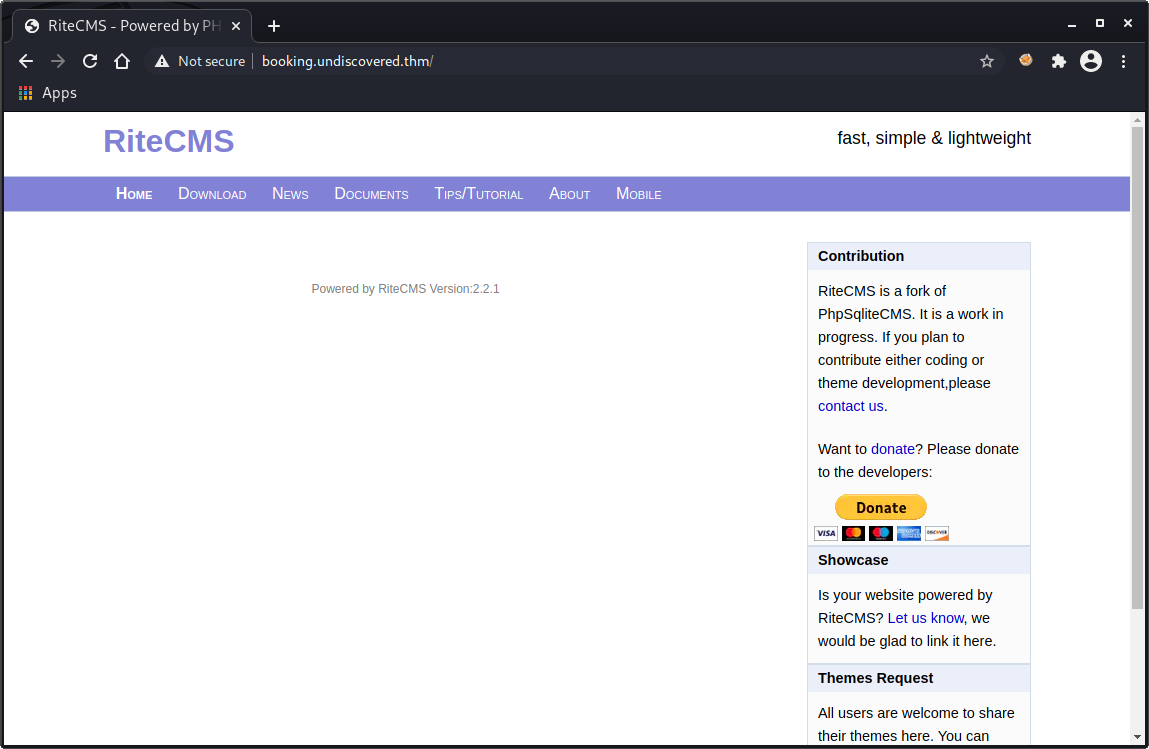 RiteCMS - Powered by PH
Not secure
booking.undiscovered.thm/
Apps
RiteCMS
fast, simple & lightweight
Home Download News Documents Tips/Tutorial About Mobile
Powered by RiteCMS Version:2.2.1
Contribution
RiteCMS is a fork of
PhpSqliteCMS. It is a work in
progress. If you plan to
contribute either coding or
theme development,please
contact us.
Want to donate? Please donate
to the developers:
Donate
VISA
DISCOVER
Showcase
Is your website powered by
RiteCMS? Let us know, we
would be glad to link it here.
Themes Request
All users are welcome to share
their themes here. You can